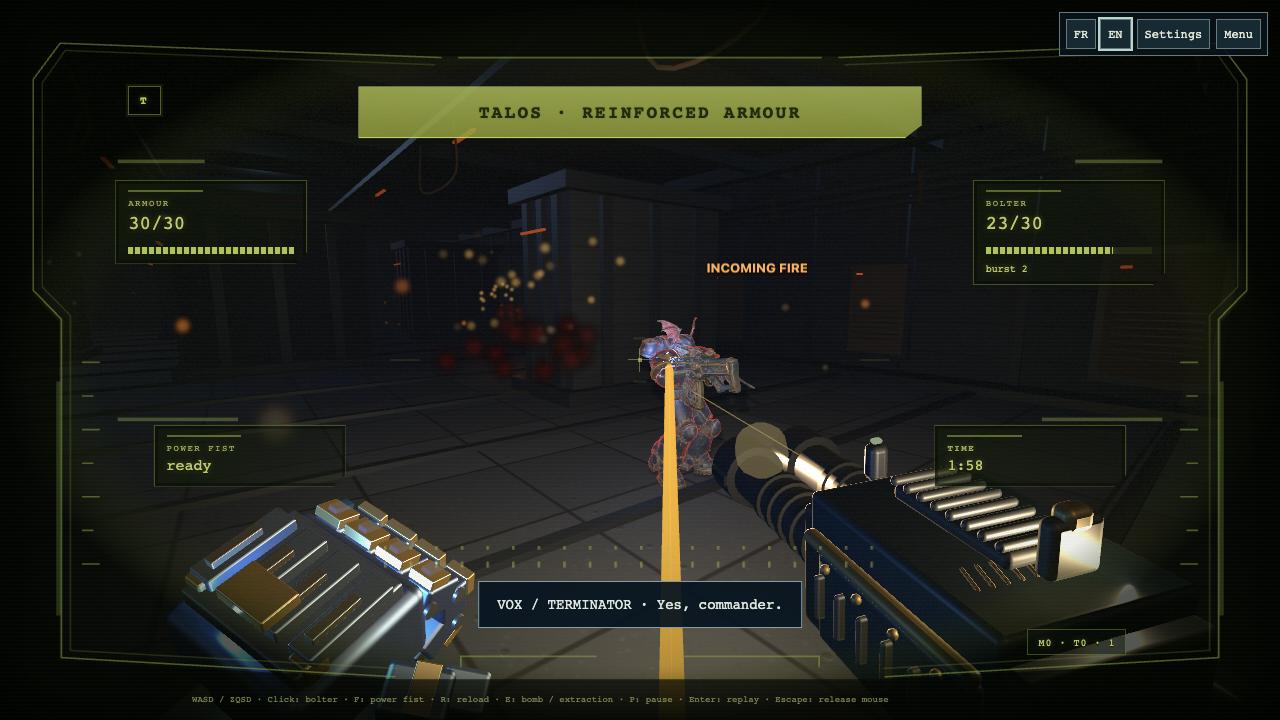 FR EN Settings Menu
T
TALOS · REINFORCED ARMOUR
ARMOUR
30/30
BOLTER
23/30
burst 2
INCOMING FIRE
POWER FIST
ready
TIME
1:58
VOX / TERMINATOR · Yes, commander.
M0 · T0 · 1
WASD / ZQSD · Click: bolter · F: power fist · R: reload · E: bomb / extraction · P: pause · Enter: replay · Escape: release mouse